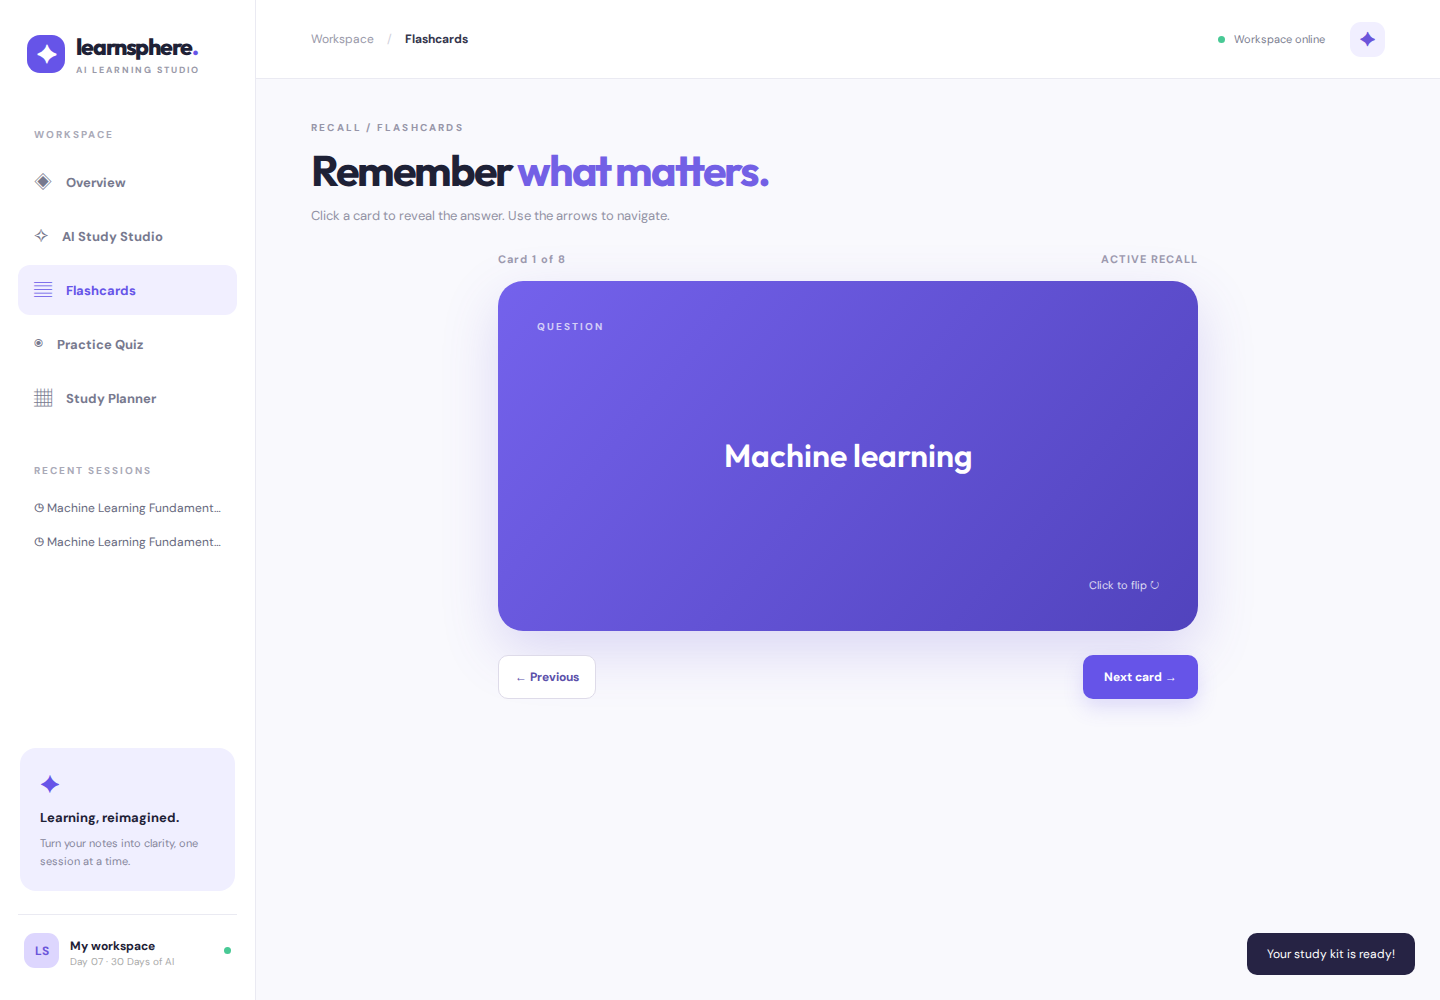 learnsphere.
AI LEARNING STUDIO
WORKSPACE
Overview
AI Study Studio
Flashcards
Practice Quiz
Study Planner
RECENT SESSIONS
Machine Learning Fundament...
Machine Learning Fundament...
Learning, reimagined.
Turn your notes into clarity, one
session at a time.
LS
My workspace
Day 07 · 30 Days of AI
Workspace / Flashcards
Workspace online
RECALL / FLASHCARDS
Remember what matters.
Click a card to reveal the answer. Use the arrows to navigate.
Card 1 of 8
ACTIVE RECALL
QUESTION
Machine learning
Click to flip ↻
← Previous
Next card →
Your study kit is ready!